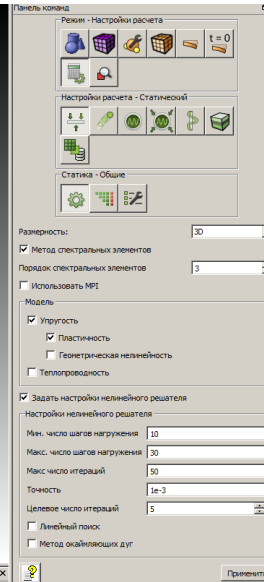 Панель команд
Режим - Настройки расчета
t = 0
Настройки расчета - Статический
Статика - Общие
Размерность: 3D
Метод спектральных элементов
Порядок спектральных элементов 3
Использовать MPI
Модель
Упругость
Пластичность
Геометрическая нелинейность
Теплопроводность
Задать настройки нелинейного решателя
Настройки нелинейного решателя
Мин. число шагов нагружения 10
Макс. число шагов нагружения 30
Макс число итераций 50
Точность 1e-3
Целевое число итераций 5
Линейный поиск
Метод окаймляющих дуг
Применить